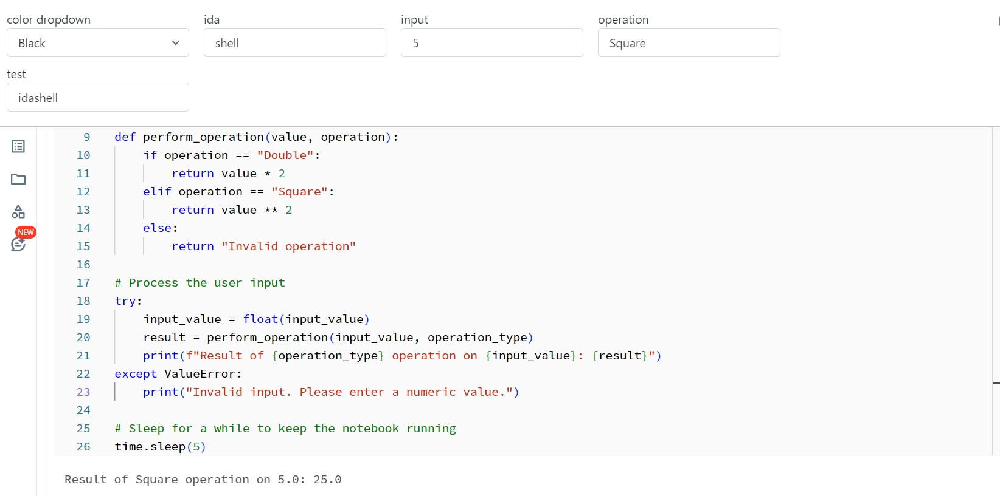 color dropdown
ida
input
operation
Black
shell
5
Square
test
idashell
NEW
9 def perform_operation(value, operation):
10     if operation == "Double":
11         return value * 2
12     elif operation == "Square":
13         return value ** 2
14     else:
15         return "Invalid operation"
16
17 # Process the user input
18 try:
19     input_value = float(input_value)
20     result = perform_operation(input_value, operation_type)
21     print(f"Result of {operation_type} operation on {input_value}: {result}")
22 except ValueError:
23     print("Invalid input. Please enter a numeric value.")
24
25 # Sleep for a while to keep the notebook running
26 time.sleep(5)
Result of Square operation on 5.0: 25.0